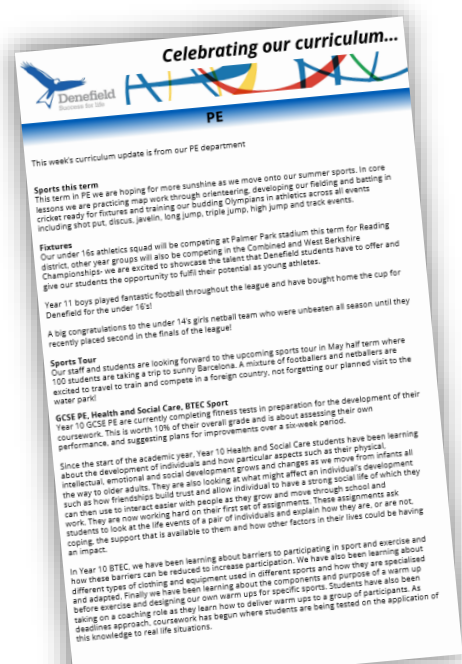 Celebrating our curriculum...
Denefield
Success for life
PE
This week's curriculum update is from our PE department
Sports this term
This term in PE we are hoping for more sunshine as we move onto our summer sports. In core
lessons we are practicing map work through orienteering, developing our fielding and batting in
cricket ready for fixtures and training our budding Olympians in athletics across all events
including shot put, discus, javelin, long jump, triple jump, high jump and track events.
Fixtures
Our under 16s athletics squad will be competing at Palmer Park stadium this term for Reading
district, other year groups will also be competing in the Combined and West Berkshire
Championships- we are excited to showcase the talent that Denefield students have to offer and
give our students the opportunity to fulfil their potential as young athletes.
Year 11 boys played fantastic football throughout the league and have bought home the cup for
Denefield for the under 16's!
A big congratulations to the under 14's girls netball team who were unbeaten all season until they
recently placed second in the finals of the league!
Sports Tour
Our staff and students are looking forward to the upcoming sports tour in May half term where
100 students are taking a trip to sunny Barcelona. A mixture of footballers and netballers are
excited to travel to train and compete in a foreign country, not forgetting our planned visit to the
water park!
GCSE PE, Health and Social Care, BTEC Sport
Year 10 GCSE PE are currently completing fitness tests in preparation for the development of their
coursework. This is worth 10% of their overall grade and is about assessing their own
performance, and suggesting plans for improvements over a six-week period.
Since the start of the academic year, Year 10 Health and Social Care students have been learning
about the development of individuals and how particular aspects such as their physical,
intellectual, emotional and social development grows and changes as we move from infants all
the way to older adults. They are also looking at what might affect an individual's development
such as how friendships build trust and allow individual to have a strong social life of which they
can then use to interact easier with people as they grow and move through school and
work. They are now working hard on their first set of assignments. These assignments ask
students to look at the life events of a pair of individuals and explain how they are, or are not,
coping, the support that is available to them and how other factors in their lives could be having
an impact.
In Year 10 BTEC, we have been learning about barriers to participating in sport and exercise and
how these barriers can be reduced to increase participation. We have also been learning about
different types of clothing and equipment used in different sports and how they are specialised
and adapted. Finally we have been learning about the components and purpose of a warm up
before exercise and designing our own warm ups for specific sports. Students have also been
taking on a coaching role as they learn how to deliver warm ups to a group of participants. As
deadlines approach, coursework has begun where students are being tested on the application of
this knowledge to real life situations.